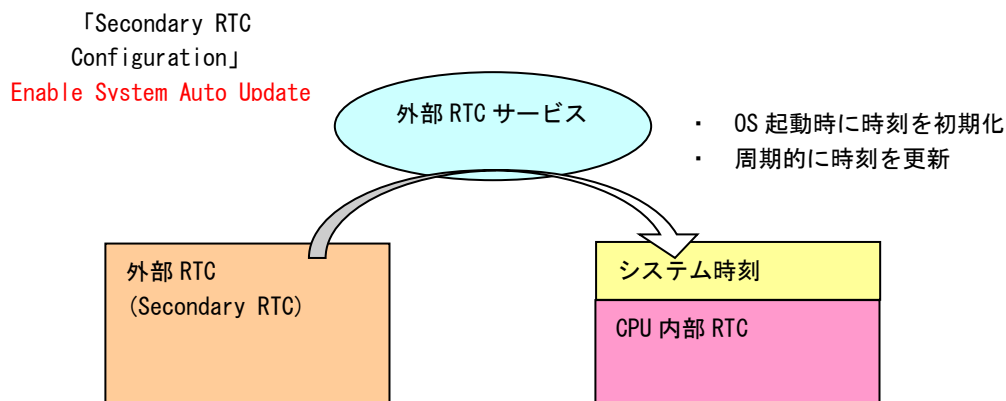 「Secondary RTC
Configuration」
Enable System Auto Update
外部 RTC サービス
・ OS 起動時に時刻を初期化
・ 周期的に時刻を更新
外部 RTC
(Secondary RTC)
システム時刻
CPU 内部 RTC